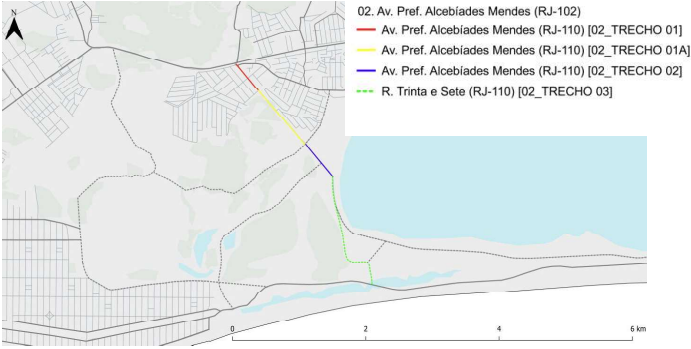 02. Av. Pref. Alcebíades Mendes (RJ-102)
Av. Pref. Alcebíades Mendes (RJ-110) [02_TRECHO 01]
Av. Pref. Alcebíades Mendes (RJ-110) [02_TRECHO 01A]
Av. Pref. Alcebíades Mendes (RJ-110) [02_TRECHO 02]
R. Trinta e Sete (RJ-110) [02_TRECHO 03]
N
0 2 4 6 km